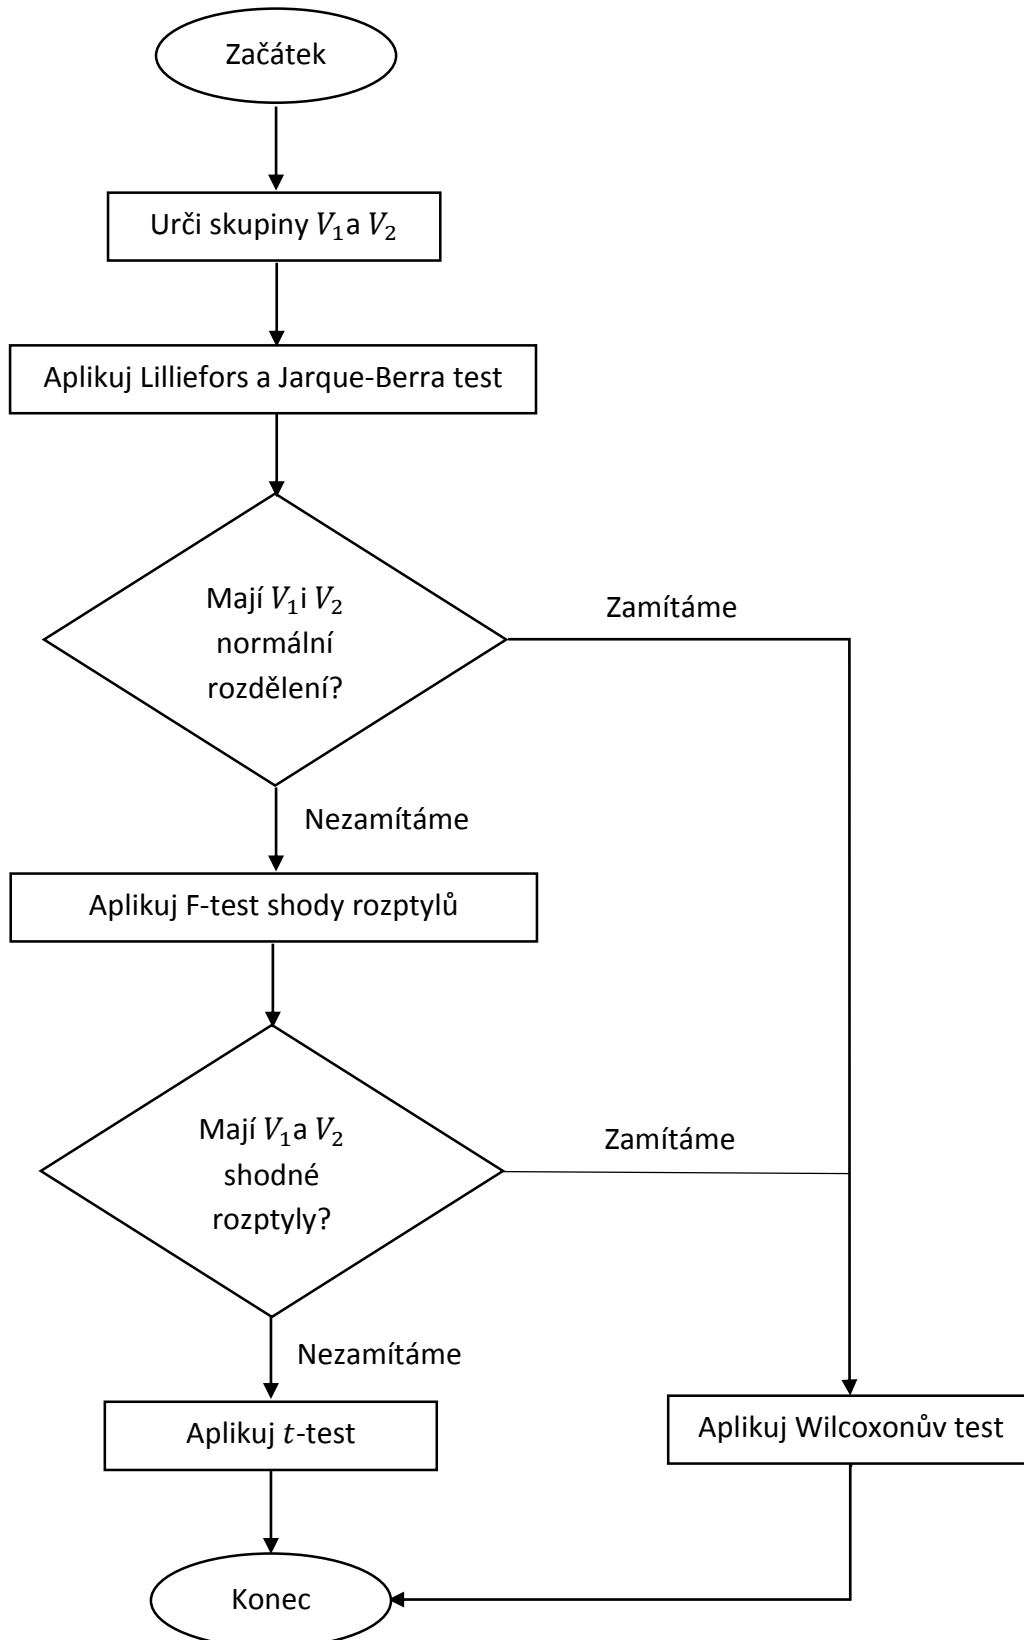 Začátek
Urči skupiny V₁a V₂
Aplikuj Lilliefors a Jarque-Berra test
Mají V₁i V₂
normální
rozdělení?
Zamítáme
Nezamítáme
Aplikuj F-test shody rozptylů
Mají V₁a V₂
shodné
rozptyly?
Zamítáme
Nezamítáme
Aplikuj t-test
Aplikuj Wilcoxonův test
Konec